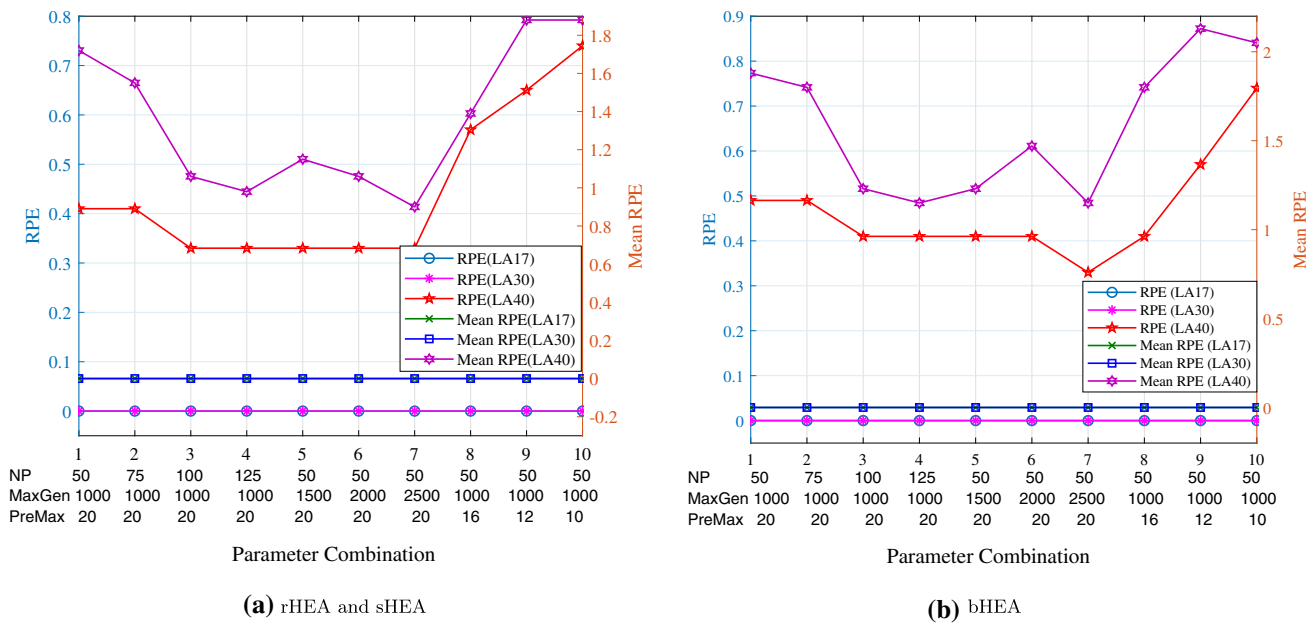 0.8
0.7
0.6
0.5
0.4
0.3
0.2
0.1
0
RPE
1.8
1.6
1.4
1.2
1
0.8
0.6
0.4
0.2
0
-0.2
Mean RPE
RPE(LA17)
RPE(LA30)
RPE(LA40)
Mean RPE(LA17)
Mean RPE(LA30)
Mean RPE(LA40)
1 2 3 4 5 6 7 8 9 10
NP 50 75 100 125 50 50 50 50 50 50
MaxGen 1000 1000 1000 1000 1500 2000 2500 1000 1000 1000
PreMax 20 20 20 20 20 20 20 16 12 10
Parameter Combination
(a) rHEA and sHEA
0.9
0.8
0.7
0.6
0.5
0.4
0.3
0.2
0.1
0
RPE
2
1.5
1
0.5
0
Mean RPE
RPE (LA17)
RPE (LA30)
RPE (LA40)
Mean RPE (LA17)
Mean RPE (LA30)
Mean RPE (LA40)
1 2 3 4 5 6 7 8 9 10
NP 50 75 100 125 50 50 50 50 50 50
MaxGen 1000 1000 1000 1000 1500 2000 2500 1000 1000 1000
PreMax 20 20 20 20 20 20 20 16 12 10
Parameter Combination
(b) bHEA